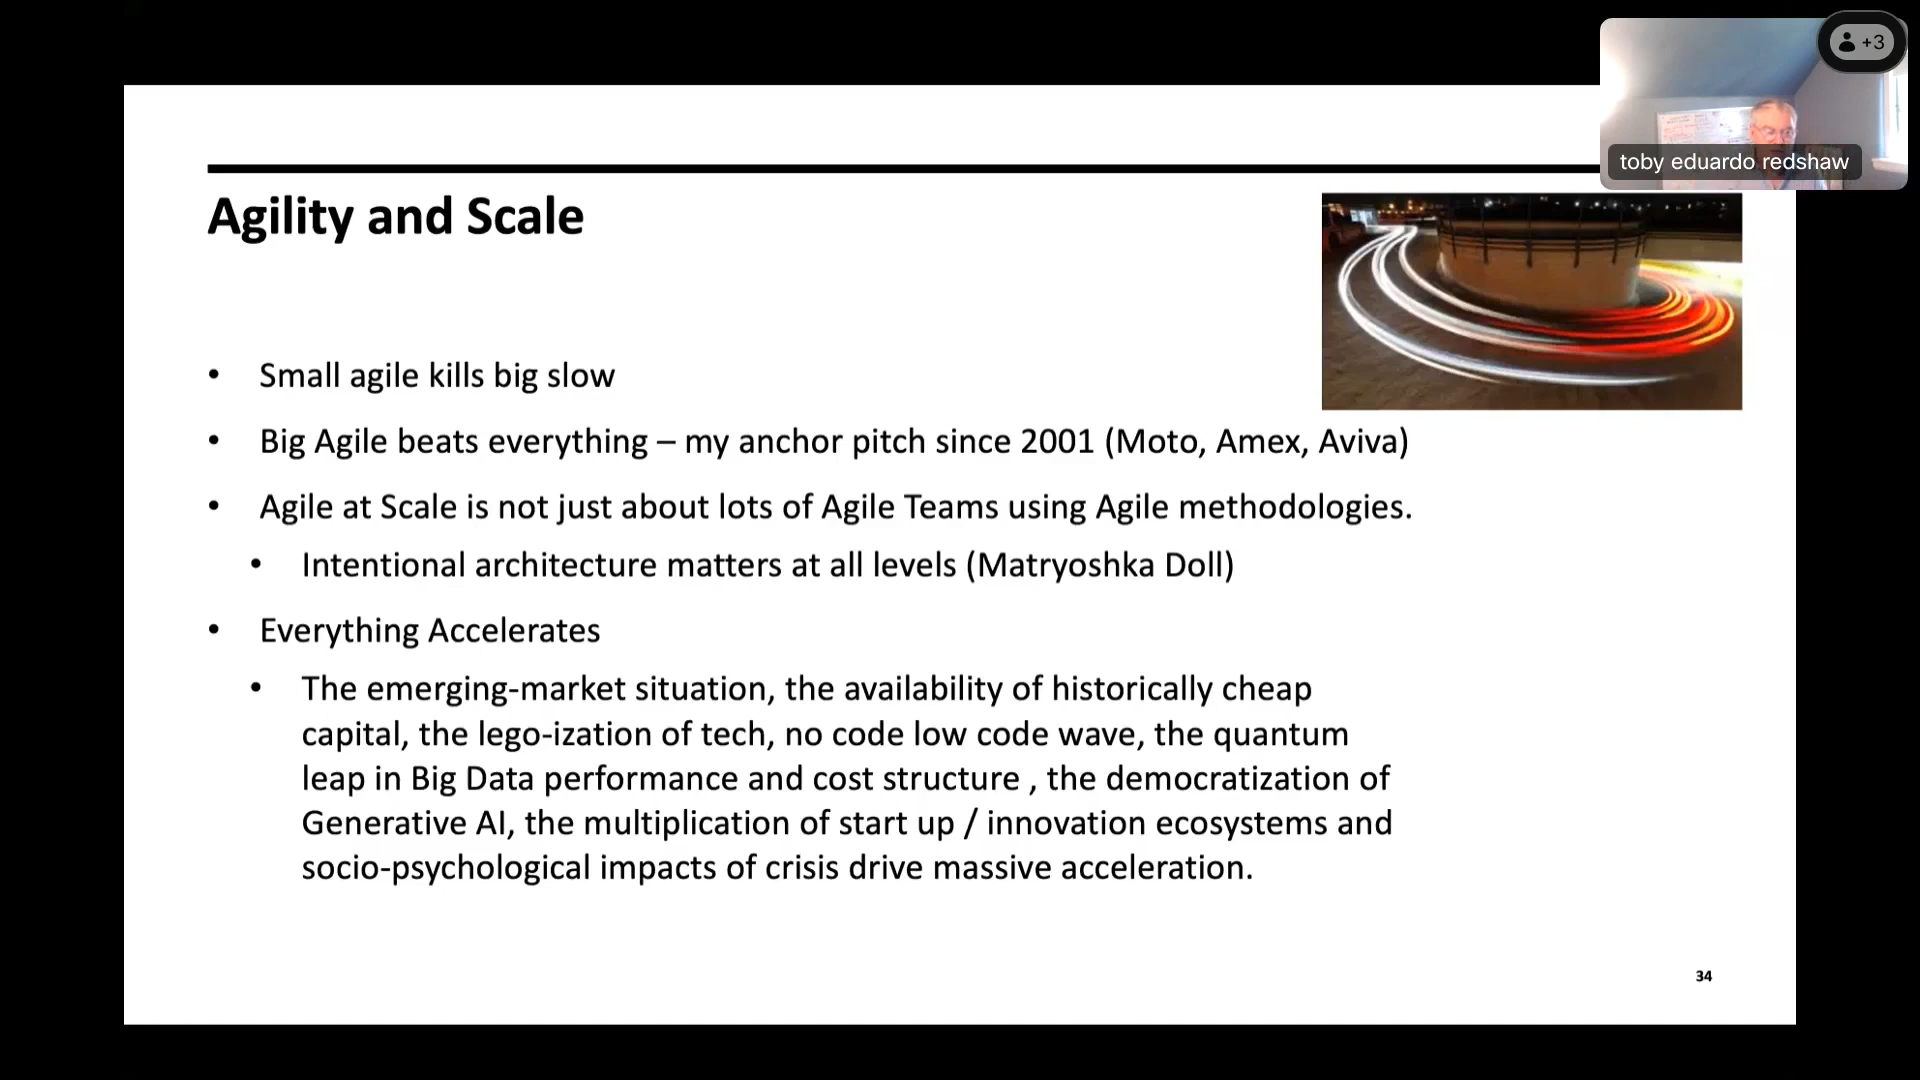 +3
toby eduardo redshaw
Agility and Scale
• Small agile kills big slow
• Big Agile beats everything – my anchor pitch since 2001 (Moto, Amex, Aviva)
• Agile at Scale is not just about lots of Agile Teams using Agile methodologies.
• Intentional architecture matters at all levels (Matryoshka Doll)
• Everything Accelerates
• The emerging-market situation, the availability of historically cheap
capital, the lego-ization of tech, no code low code wave, the quantum
leap in Big Data performance and cost structure , the democratization of
Generative AI, the multiplication of start up / innovation ecosystems and
socio-psychological impacts of crisis drive massive acceleration.
34